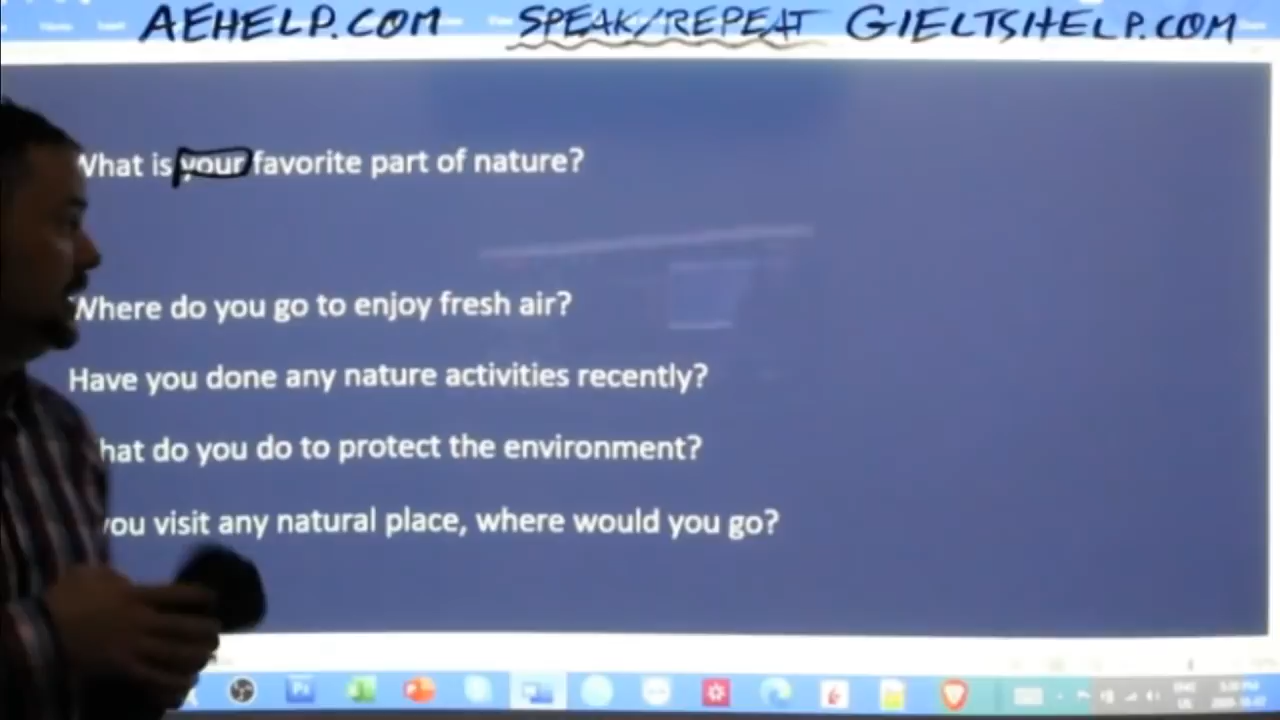 AEHELP.COM SPEAK/REPEAT GIELTSHELP.COM
What is your favorite part of nature?
Where do you go to enjoy fresh air?
Have you done any nature activities recently?
hat do you do to protect the environment?
you visit any natural place, where would you go?